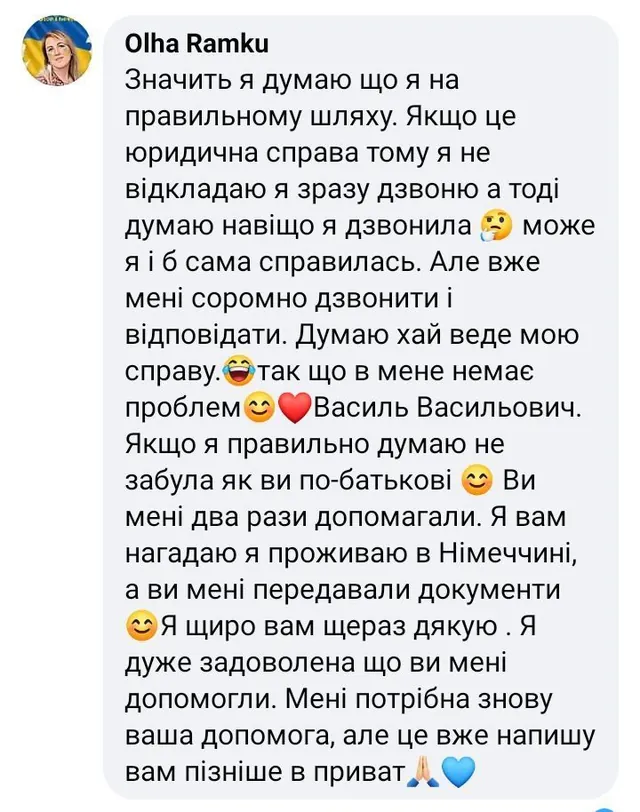 Olha Ramku
Значить я думаю що я на
правильному шляху. Якщо це
юридична справа тому я не
відкладаю я зразу дзвоню а тоді
думаю навіщо я дзвонила 🤔 може
я і б сама справилась. Але вже
мені соромно дзвонити і
відповідати. Думаю хай веде мою
справу.😂так що в мене немає
проблем😊❤️Василь Васильович.
Якщо я правильно думаю не
забула як ви по-батькові 😊 Ви
мені два рази допомагали. Я вам
нагадаю я проживаю в Німеччині,
а ви мені передавали документи
😊Я щиро вам щераз дякую . Я
дуже задоволена що ви мені
допомогли. Мені потрібна знову
ваша допомога, але це вже напишу
вам пізніше в приват🙏🏼💙